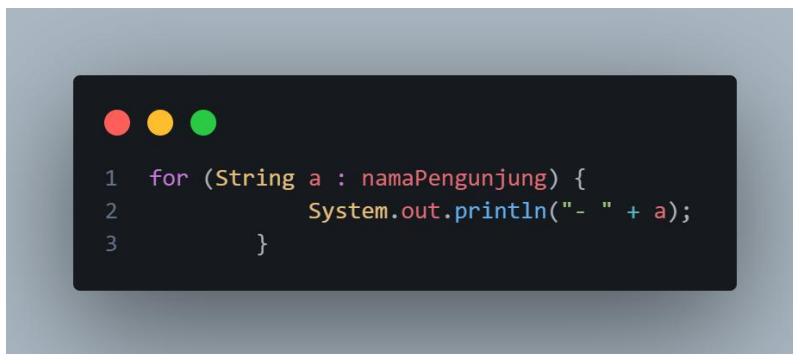 1 for (String a : namaPengunjung) {
2 System.out.println("- " + a);
3 }